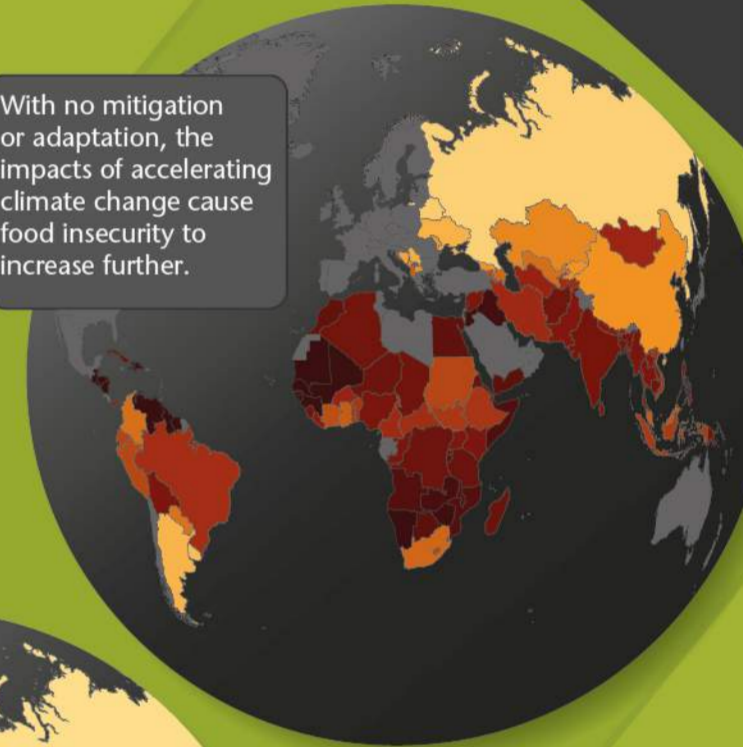 With no mitigation
or adaptation, the
impacts of accelerating
climate change cause
food insecurity to
increase further.